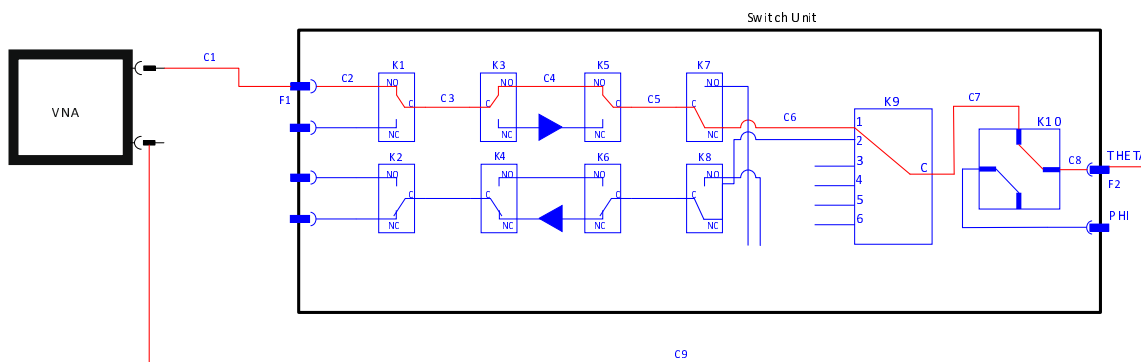 Switch Unit
VNA
C1
F1
C2
K1
NO
C
NC
C3
K3
NO
C
NC
C4
K5
NO
C
NC
C5
K7
NO
C
NC
C6
K9
1
2
3
4
5
6
C
C7
K10
C8
THETA
F2
PHI
K2
NO
C
NC
K4
NO
C
NC
K6
NO
C
NC
K8
NO
C
NC
C9